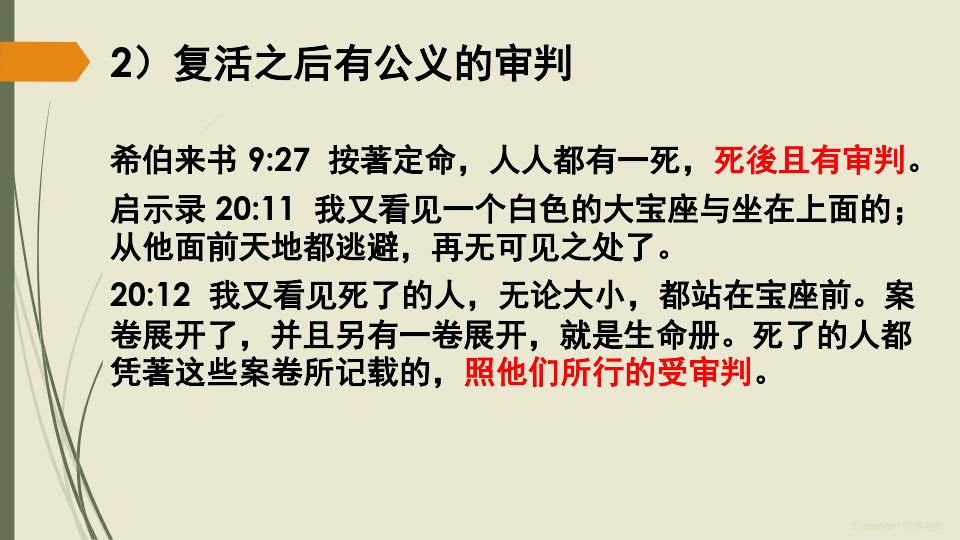 2）复活之后有公义的审判
希伯来书 9:27 按著定命，人人都有一死，死後且有审判。
启示录 20:11 我又看见一个白色的大宝座与坐在上面的；
从他面前天地都逃避，再无可见之处了。
20:12 我又看见死了的人，无论大小，都站在宝座前。案
卷展开了，并且另有一卷展开，就是生命册。死了的人都
凭著这些案卷所记载的，照他们所行的受审判。
Copyright